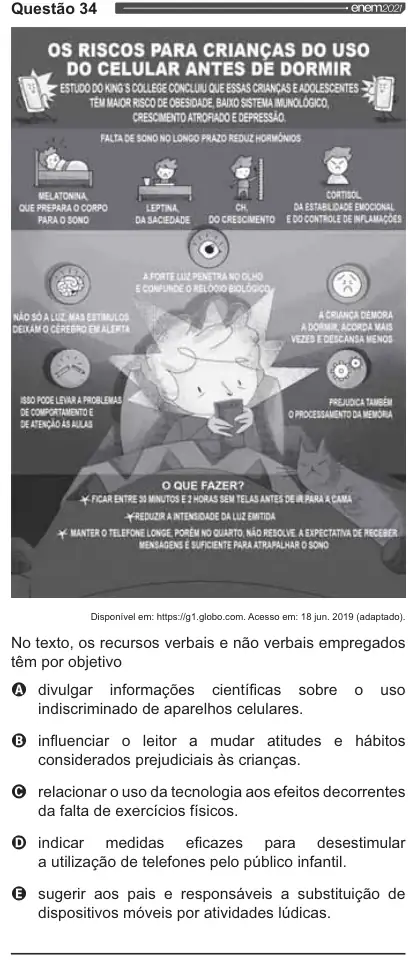 Questão 34
enem2021
OS RISCOS PARA CRIANÇAS DO USO
DO CELULAR ANTES DE DORMIR
ESTUDO DO KING'S COLLEGE CONCLUIU QUE ESSAS CRIANÇAS E ADOLESCENTES
TÊM MAIOR RISCO DE OBESIDADE, BAIXO SISTEMA IMUNOLÓGICO,
CRESCIMENTO ATROFIADO E DEPRESSÃO.
FALTA DE SONO NO LONGO PRAZO REDUZ HORMÔNIOS
MELATONINA,
QUE PREPARA O CORPO
PARA O SONO
LEPTINA,
DA SACIEDADE
CH,
DO CRESCIMENTO
CORTISOL,
DA ESTABILIDADE EMOCIONAL
E DO CONTROLE DE INFLAMAÇÕES
A FORTE LUZ PENETRA NO OLHO
E CONFUNDE O RELÓGIO BIOLÓGICO
NÃO SÓ A LUZ, MAS ESTÍMULOS
DEIXAM O CÉREBRO EM ALERTA
A CRIANÇA DEMORA
A DORMIR, ACORDA MAIS
VEZES E DESCANSA MENOS
ISSO PODE LEVAR A PROBLEMAS
DE COMPORTAMENTO E
DE ATENÇÃO ÀS AULAS
PREJUDICA TAMBÉM
O PROCESSAMENTO DA MEMÓRIA
O QUE FAZER?
FICAR ENTRE 30 MINUTOS E 2 HORAS SEM TELAS ANTES DE IR PARA A CAMA
REDUZIR A INTENSIDADE DA LUZ EMITIDA
MANTER O TELEFONE LONGE, PORÉM NO QUARTO, NÃO RESOLVE. A EXPECTATIVA DE RECEBER
MENSAGENS É SUFICIENTE PARA ATRAPALHAR O SONO
Disponível em: https://g1.globo.com. Acesso em: 18 jun. 2019 (adaptado).
No texto, os recursos verbais e não verbais empregados
têm por objetivo
A divulgar informações científicas sobre o uso
indiscriminado de aparelhos celulares.
B influenciar o leitor a mudar atitudes e hábitos
considerados prejudiciais às crianças.
C relacionar o uso da tecnologia aos efeitos decorrentes
da falta de exercícios físicos.
D indicar medidas eficazes para desestimular
a utilização de telefones pelo público infantil.
E sugerir aos pais e responsáveis a substituição de
dispositivos móveis por atividades lúdicas.